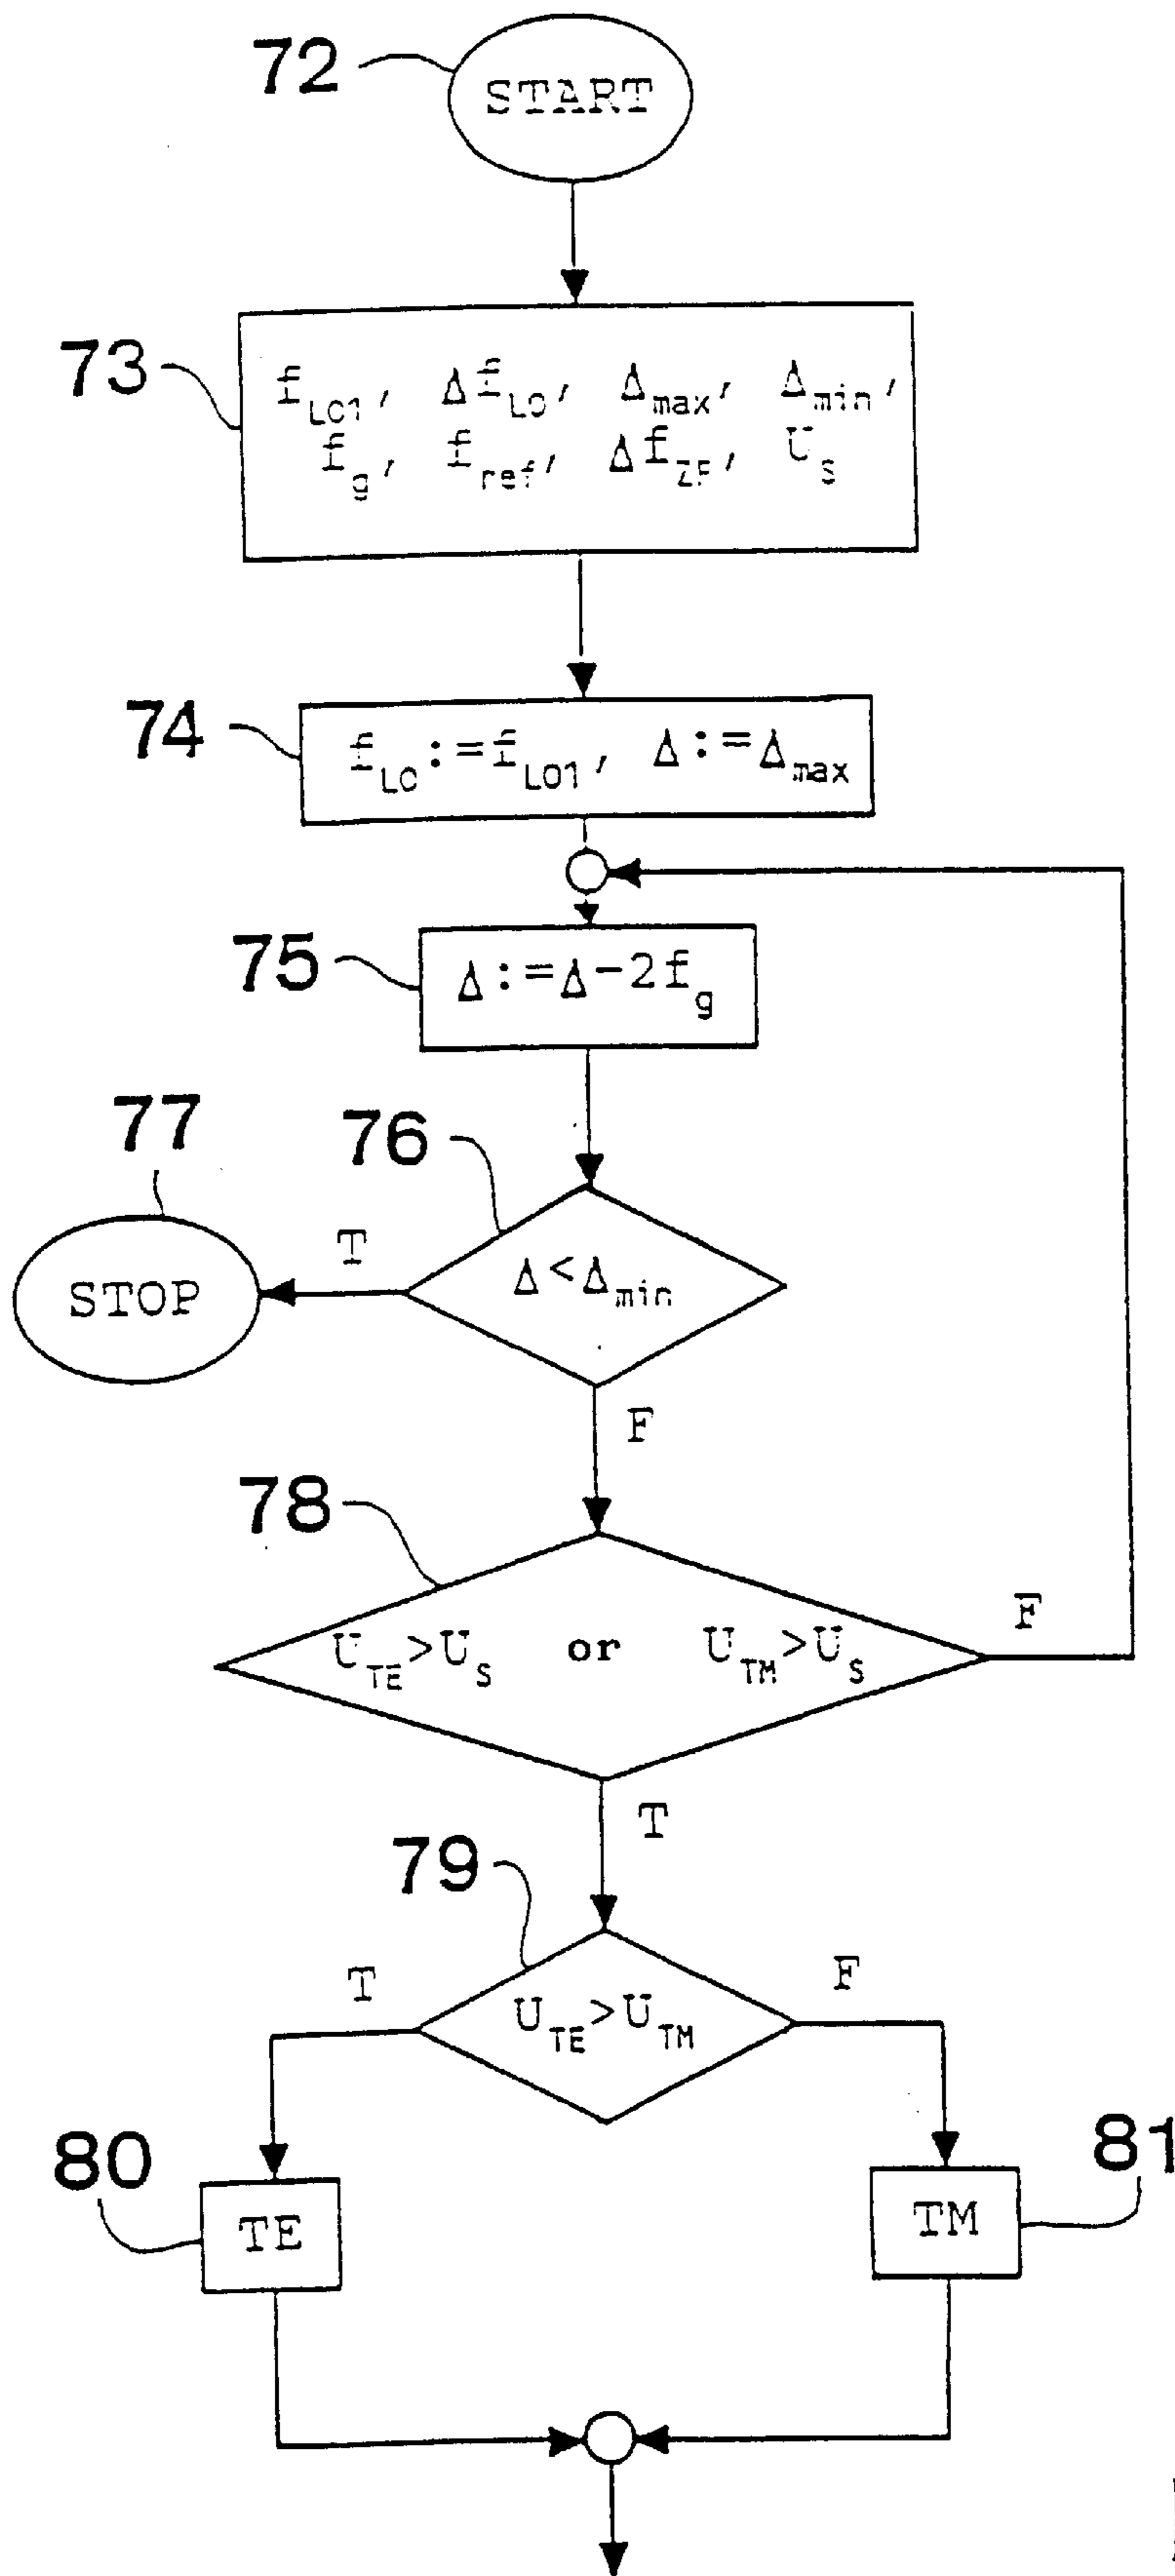 72
START
73
f_LO1, Δf_LO, Δ_max, Δ_min,
f_g, f_ref, Δf_ZF, U_S
74
f_LO:=f_LO1, Δ:=Δ_max
75
Δ:=Δ-2f_g
77
76
T
STOP
Δ<Δ_min
F
78
F
U_TE>U_S or U_TM>U_S
T
79
T
F
U_TE>U_TM
80
81
TE
TM